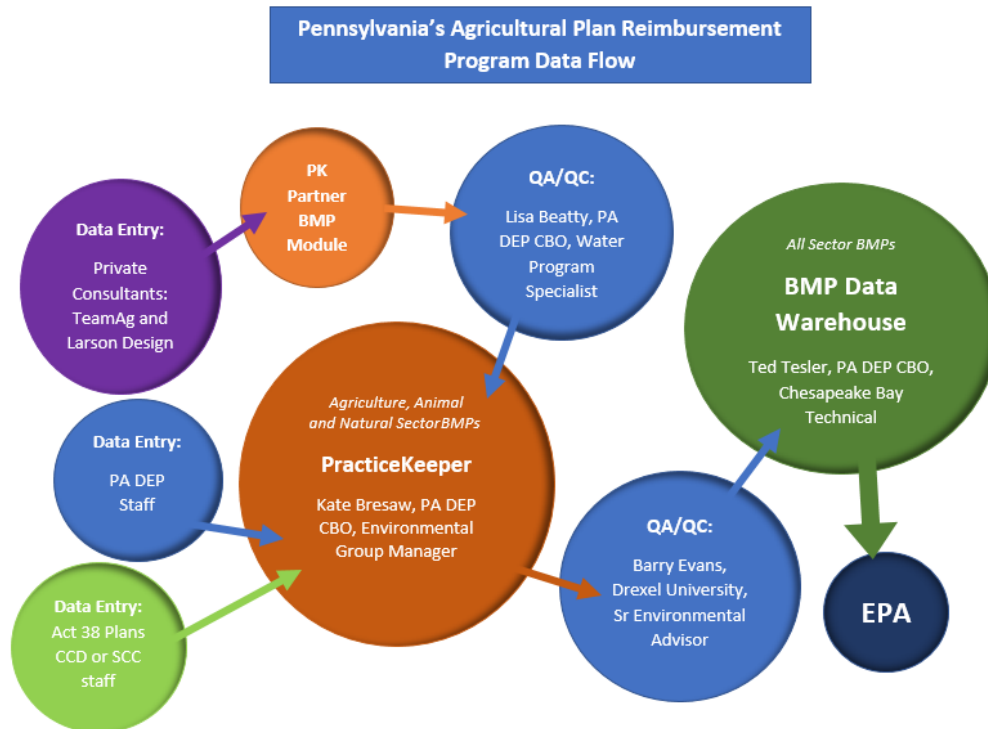 Pennsylvania's Agricultural Plan Reimbursement
Program Data Flow
Data Entry:
Private
Consultants:
TeamAg and
Larson Design
PK
Partner
BMP
Module
QA/QC:
Lisa Beatty, PA
DEP CBO, Water
Program
Specialist
All Sector BMPs
BMP Data
Warehouse
Ted Tesler, PA DEP CBO,
Chesapeake Bay
Technical
Data Entry:
PA DEP
Staff
Agriculture, Animal
and Natural SectorBMPs
PracticeKeeper
Kate Bresaw, PA DEP
CBO, Environmental
Group Manager
QA/QC:
Barry Evans,
Drexel University,
Sr Environmental
Advisor
EPA
Data Entry:
Act 38 Plans
CCD or SCC
staff